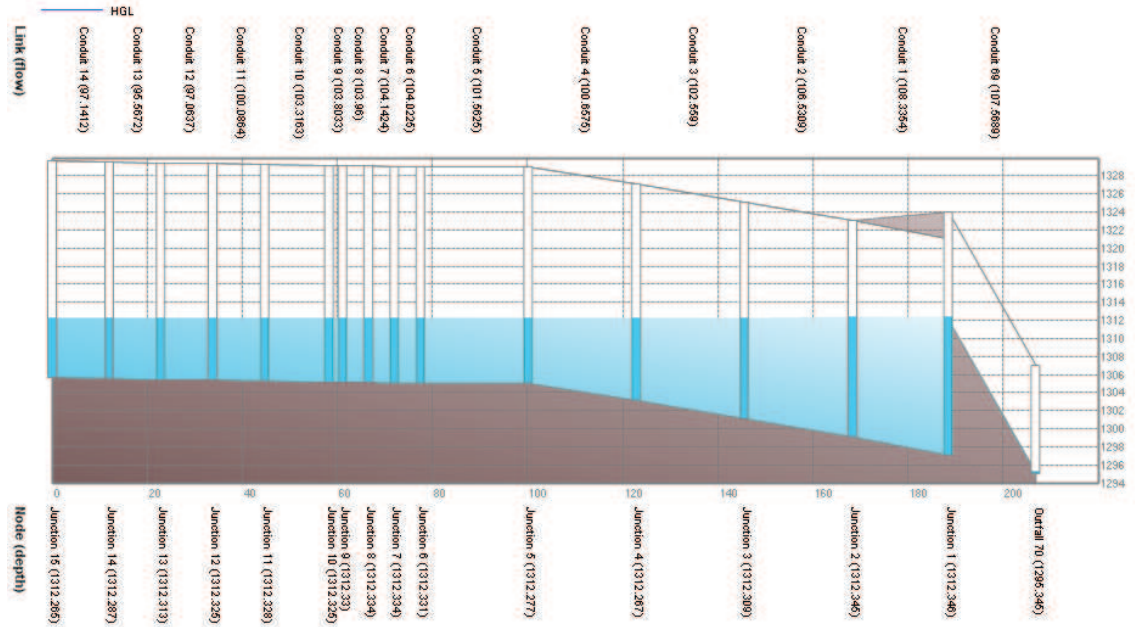 HGL
Link (flow)
Conduit 14 (97.1412)
Conduit 13 (95.5672)
Conduit 12 (97.0637)
Conduit 11 (100.0864)
Conduit 10 (103.3163)
Conduit 9 (103.8033)
Conduit 8 (103.96)
Conduit 7 (104.1424)
Conduit 6 (104.0225)
Conduit 5 (101.5625)
Conduit 4 (100.6575)
Conduit 3 (102.559)
Conduit 2 (106.5309)
Conduit 1 (108.3354)
Conduit 69 (107.5689)
1328
1326
1324
1322
1320
1318
1316
1314
1312
1310
1308
1306
1304
1302
1300
1298
1296
1294
0
20
40
60
80
100
120
140
160
180
200
Node (depth)
Junction 15 (1312.265)
Junction 14 (1312.287)
Junction 13 (1312.313)
Junction 12 (1312.325)
Junction 11 (1312.328)
Junction 10 (1312.325)
Junction 9 (1312.33)
Junction 8 (1312.334)
Junction 7 (1312.334)
Junction 6 (1312.331)
Junction 5 (1312.277)
Junction 4 (1312.267)
Junction 3 (1312.309)
Junction 2 (1312.345)
Junction 1 (1312.346)
Outfall 70 (1295.345)